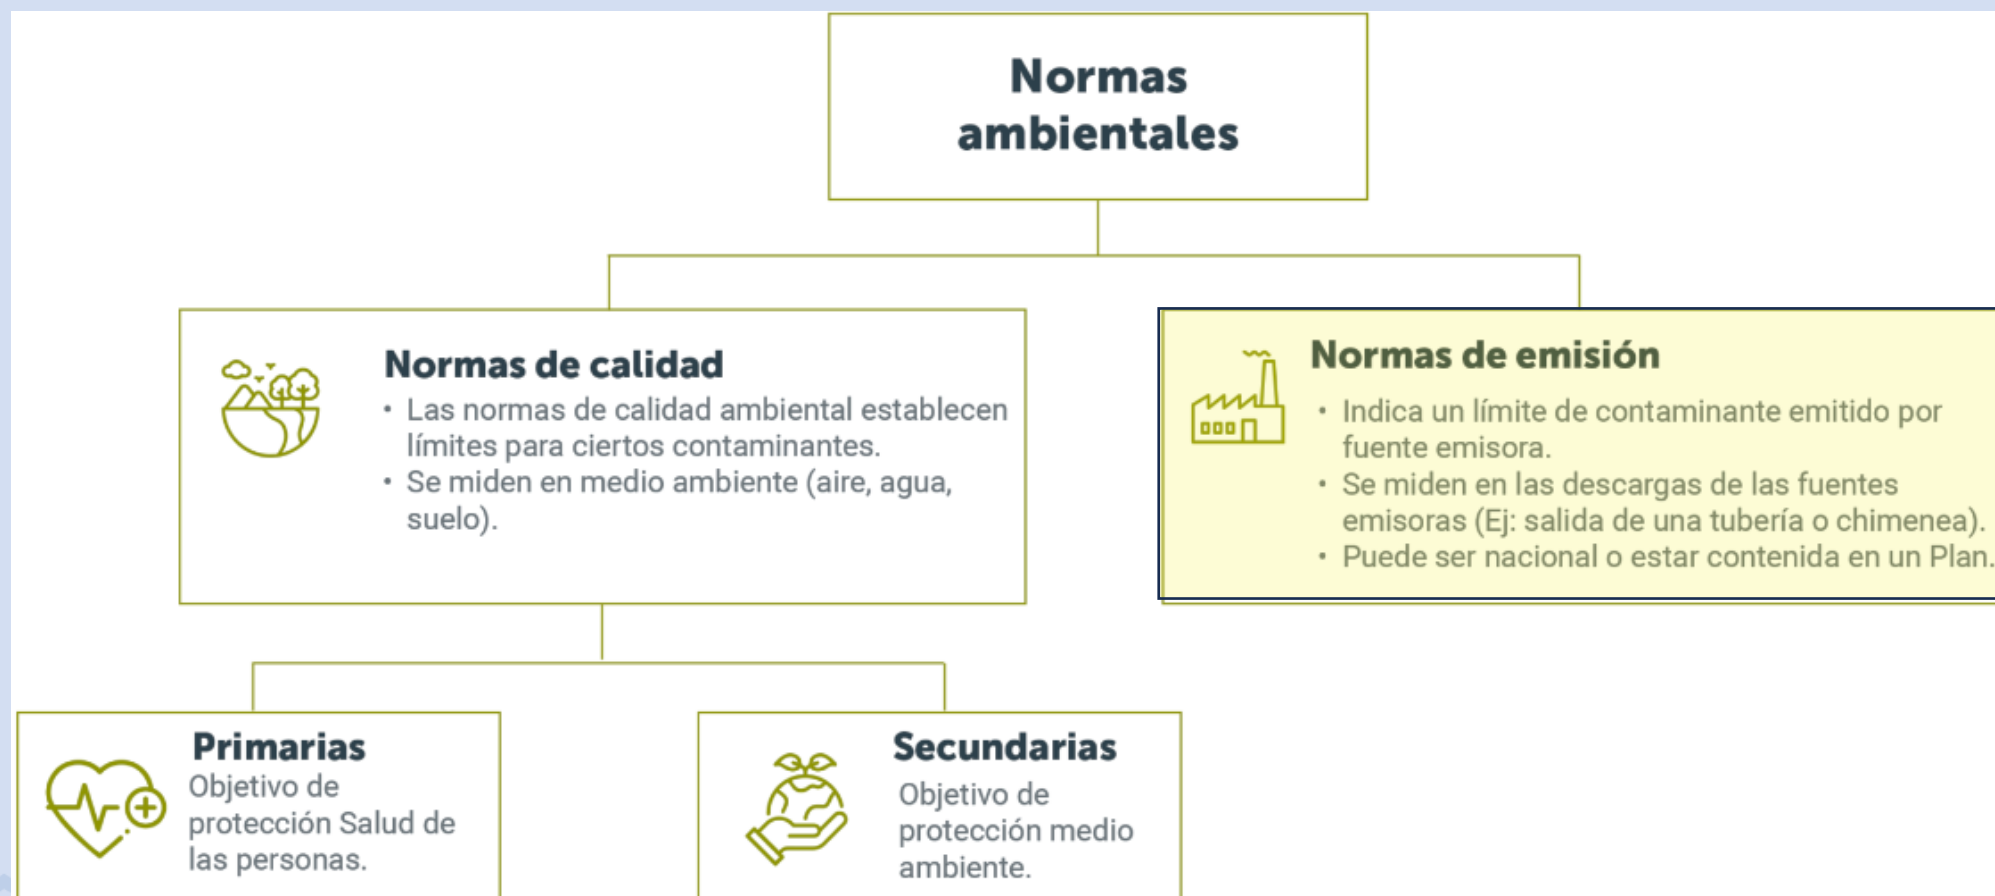 Normas
ambientales
Normas de calidad
• Las normas de calidad ambiental establecen
límites para ciertos contaminantes.
• Se miden en medio ambiente (aire, agua,
suelo).
Normas de emisión
• Indica un límite de contaminante emitido por
fuente emisora.
• Se miden en las descargas de las fuentes
emisoras (Ej: salida de una tubería o chimenea).
• Puede ser nacional o estar contenida en un Plan.
Primarias
Objetivo de
protección Salud de
las personas.
Secundarias
Objetivo de
protección medio
ambiente.